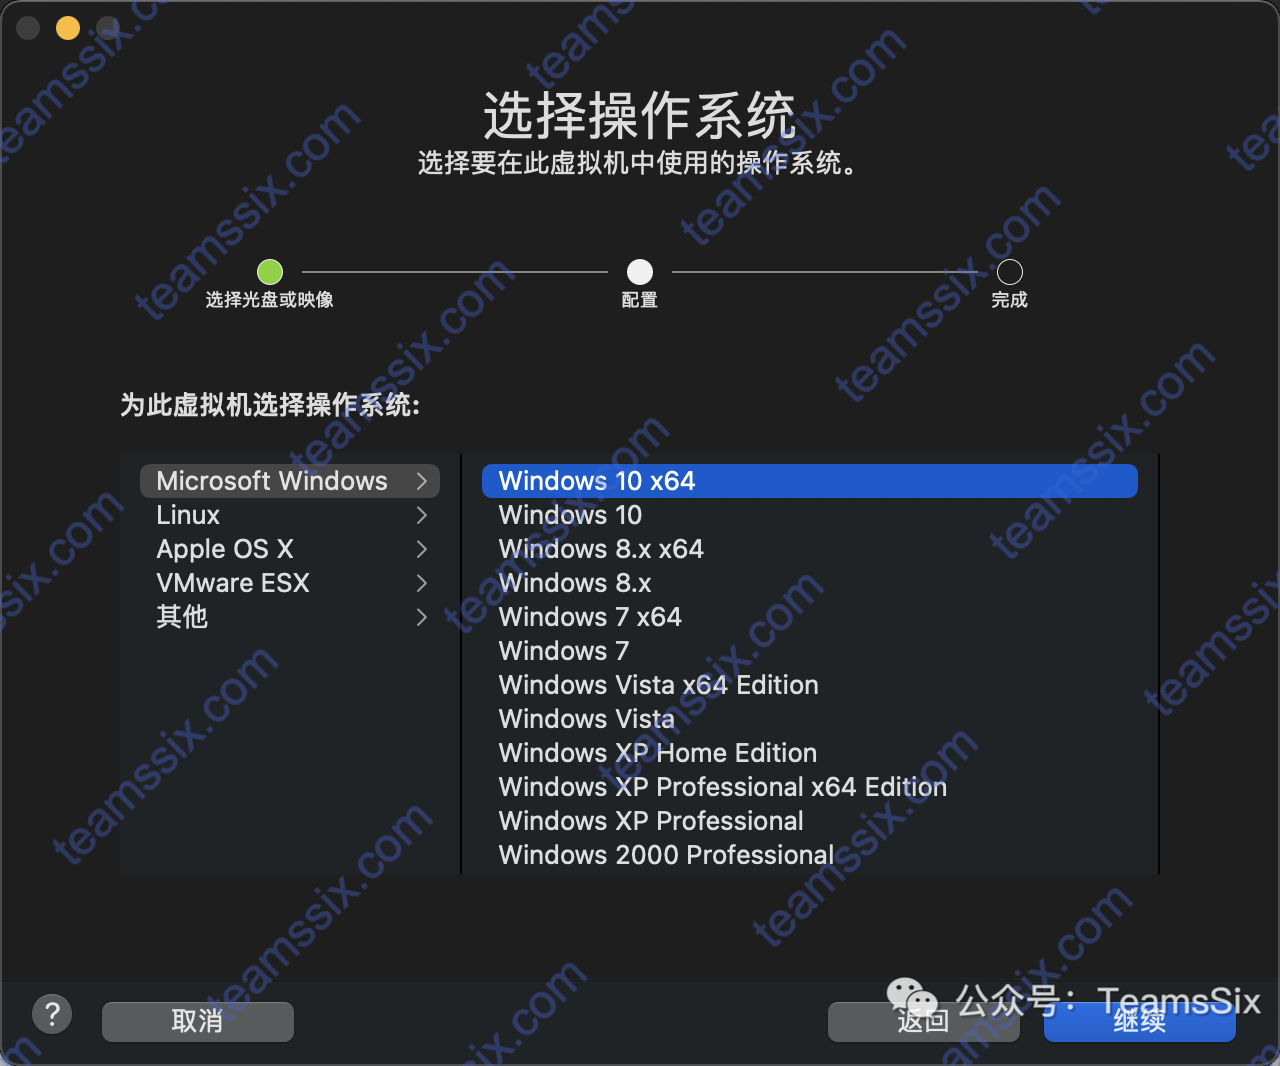 选择操作系统
选择要在此虚拟机中使用的操作系统。
选择光盘或映像
配置
完成
为此虚拟机选择操作系统:
Microsoft Windows
Linux
Apple OS X
VMware ESX
其他
Windows 10 x64
Windows 10
Windows 8.x x64
Windows 8.x
Windows 7 x64
Windows 7
Windows Vista x64 Edition
Windows Vista
Windows XP Home Edition
Windows XP Professional x64 Edition
Windows XP Professional
Windows 2000 Professional
?
取消
返回
继续
公众号：TeamsSix
teamssix.com